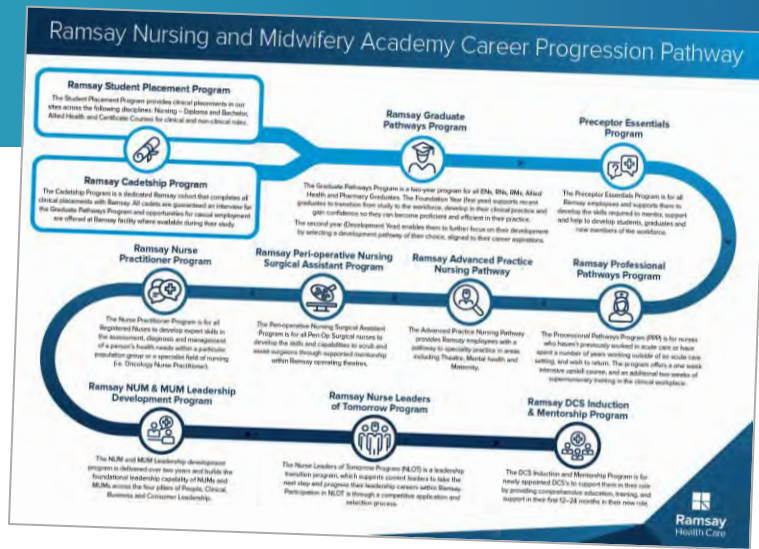 Ramsay Nursing and Midwifery Academy Career Progression Pathway
Ramsay Student Placement Program
The Student Placement Program provides clinical placements in our
sites across the following disciplines: Nursing – Diploma and Bachelor,
Allied Health and Certificate Courses for clinical and non-clinical roles.
Ramsay Cadetship Program
The Cadetship Program is a dedicated Ramsay cohort that completes all
clinical placements with Ramsay. All cadets are guaranteed an interview for
the Graduate Pathways Program and opportunities for casual employment
are offered at Ramsay facility where available during their study.
Ramsay Graduate
Pathways Program
The Graduate Pathways Program is a two-year program for all ENs, RNs, RMs, Allied
Health and Pharmacy Graduates. The Foundation Year (first year) supports recent
graduates to transition from study to the workforce, develop in their clinical practice and
gain confidence so they can become proficient and efficient in their practice.
The second year (Development Year) enables them to further focus on their development
by selecting a development pathway of their choice, aligned to their career aspirations.
Preceptor Essentials
Program
The Preceptor Essentials Program is for all
Ramsay employees and supports them to
develop the skills required to mentor, support
and help to develop students, graduates and
new members of the workforce.
Ramsay Nurse
Practitioner Program
The Nurse Practitioner Program is for all
Registered Nurses to develop expert skills in
the assessment, diagnosis and management
of a person's health needs within a particular
population group or a specialist field of nursing
(i.e. Oncology Nurse Practitioner).
Ramsay Peri-operative Nursing
Surgical Assistant Program
The Peri-operative Nursing Surgical Assistant
Program is for all Peri Op Surgical nurses to
develop the skills and capabilities to scrub and
assist surgeons through supported mentorship
within Ramsay operating theatres.
Ramsay Advanced Practice
Nursing Pathway
The Advanced Practice Nursing Pathway
provides Ramsay employees with a
pathway to speciality practice in areas
including Theatre, Mental health and
Maternity.
Ramsay Professional
Pathways Program
The Processional Pathways Program (PPP) is for nurses
who haven't previously worked in acute care or have
spent a number of years working outside of an acute care
setting, and wish to return. The program offers a one week
intensive upskill course, and an additional two weeks of
supernumerary training in the clinical workplace.
Ramsay NUM & MUM Leadership
Development Program
The NUM and MUM Leadership development
program is delivered over two years and builds the
foundational leadership capability of NUMs and
MUMs across the four pillars of People, Clinical,
Business and Consumer Leadership.
Ramsay Nurse Leaders
of Tomorrow Program
The Nurse Leaders of Tomorrow Program (NLOT) is a leadership
transition program, which supports current leaders to take the
next step and progress their leadership careers within Ramsay.
Participation in NLOT is through a competitive application and
selection process.
Ramsay DCS Induction
& Mentorship Program
The DCS Induction and Mentorship Program is for
newly appointed DCS's to support them in their role
by providing comprehensive education, training, and
support in their first 12–24 months in their new role.
Ramsay
Health Care